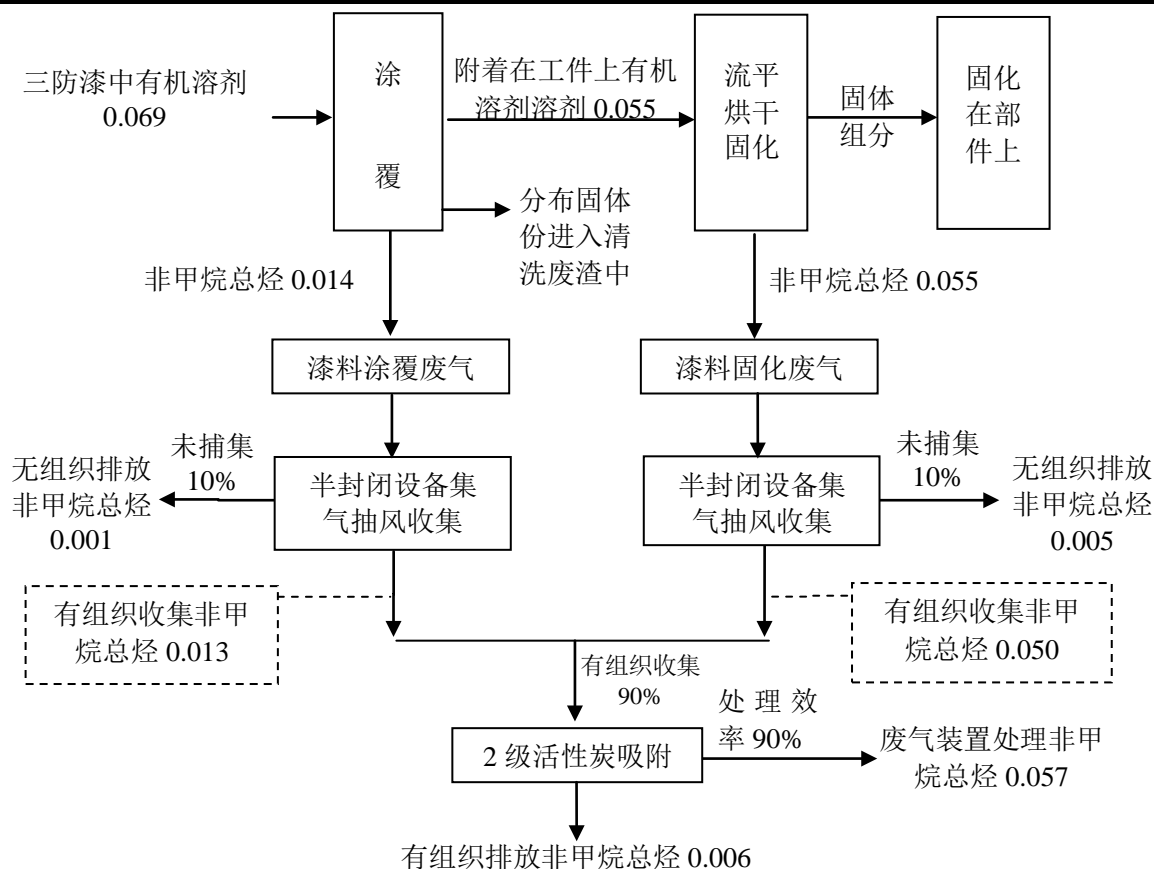 三防漆中有机溶剂
0.069
涂
覆
附着在工件上有机
溶剂溶剂 0.055
流平
烘干
固化
固体
组分
固化
在部
件上
分布固体
份进入清
洗废渣中
非甲烷总烃 0.014
非甲烷总烃 0.055
漆料涂覆废气
漆料固化废气
未捕集
10%
无组织排放
非甲烷总烃
0.001
半封闭设备集
气抽风收集
半封闭设备集
气抽风收集
未捕集
10%
无组织排放
非甲烷总烃
0.005
有组织收集非甲
烷总烃 0.013
有组织收集非甲
烷总烃 0.050
有组织收集
90%
处 理 效
率 90%
2 级活性炭吸附
废气装置处理非甲
烷总烃 0.057
有组织排放非甲烷总烃 0.006